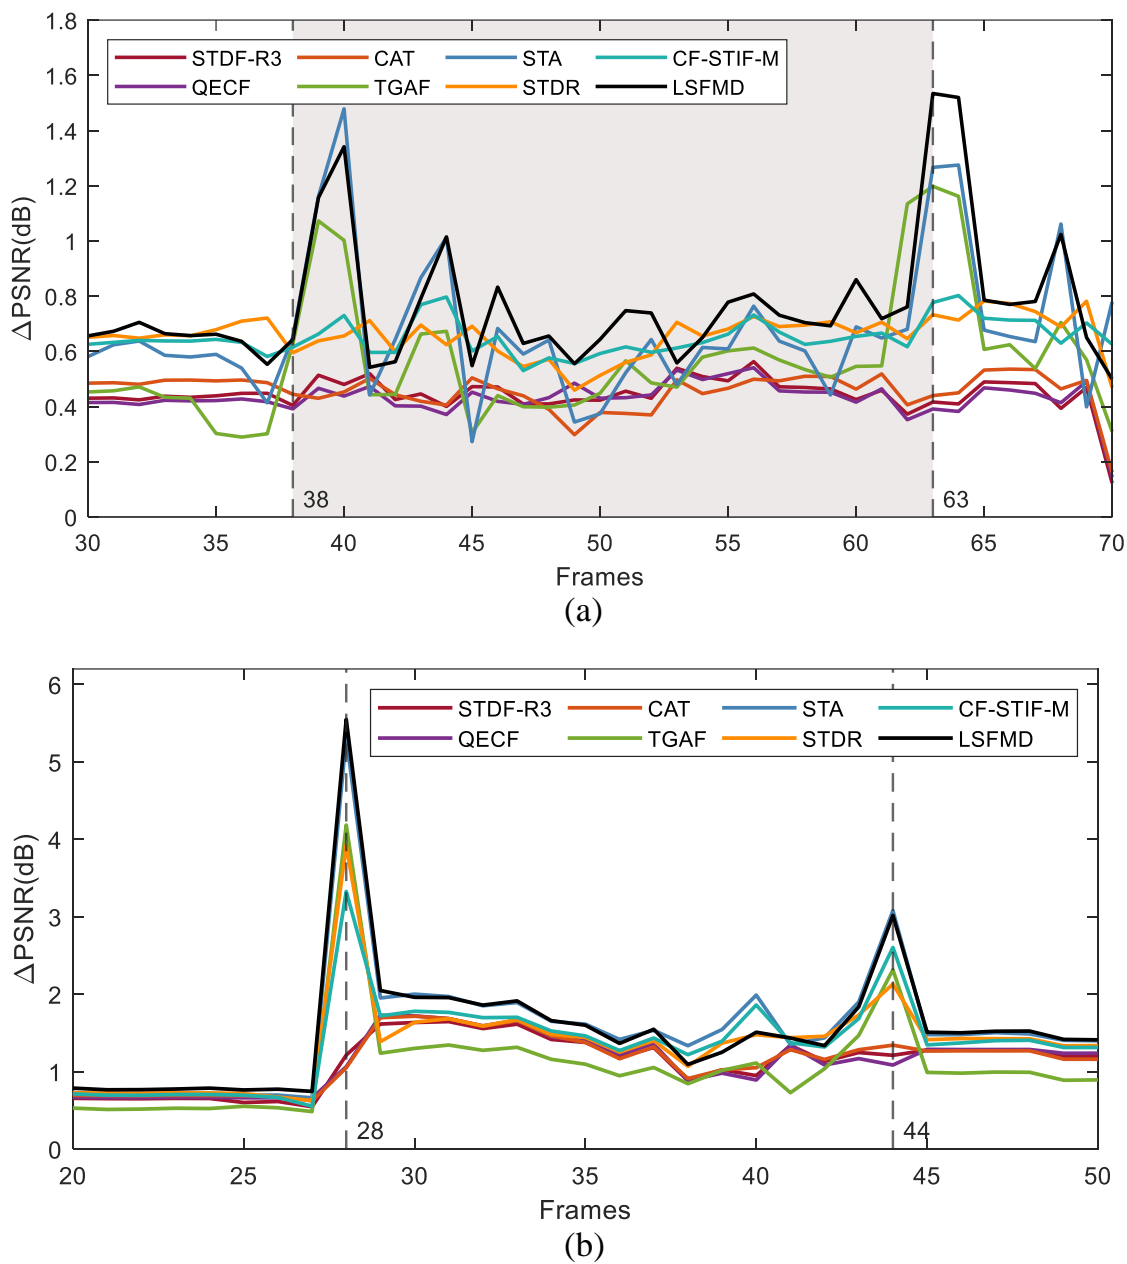 1.8
1.6
1.4
1.2
1
0.8
0.6
0.4
0.2
0
ΔPSNR(dB)
STDF-R3 CAT STA CF-STIF-M
QECF TGAF STDR LSFMD
38 63
30 35 40 45 50 55 60 65 70
Frames
(a)
6
5
4
3
2
1
0
ΔPSNR(dB)
STDF-R3 CAT STA CF-STIF-M
QECF TGAF STDR LSFMD
28 44
20 25 30 35 40 45 50
Frames
(b)